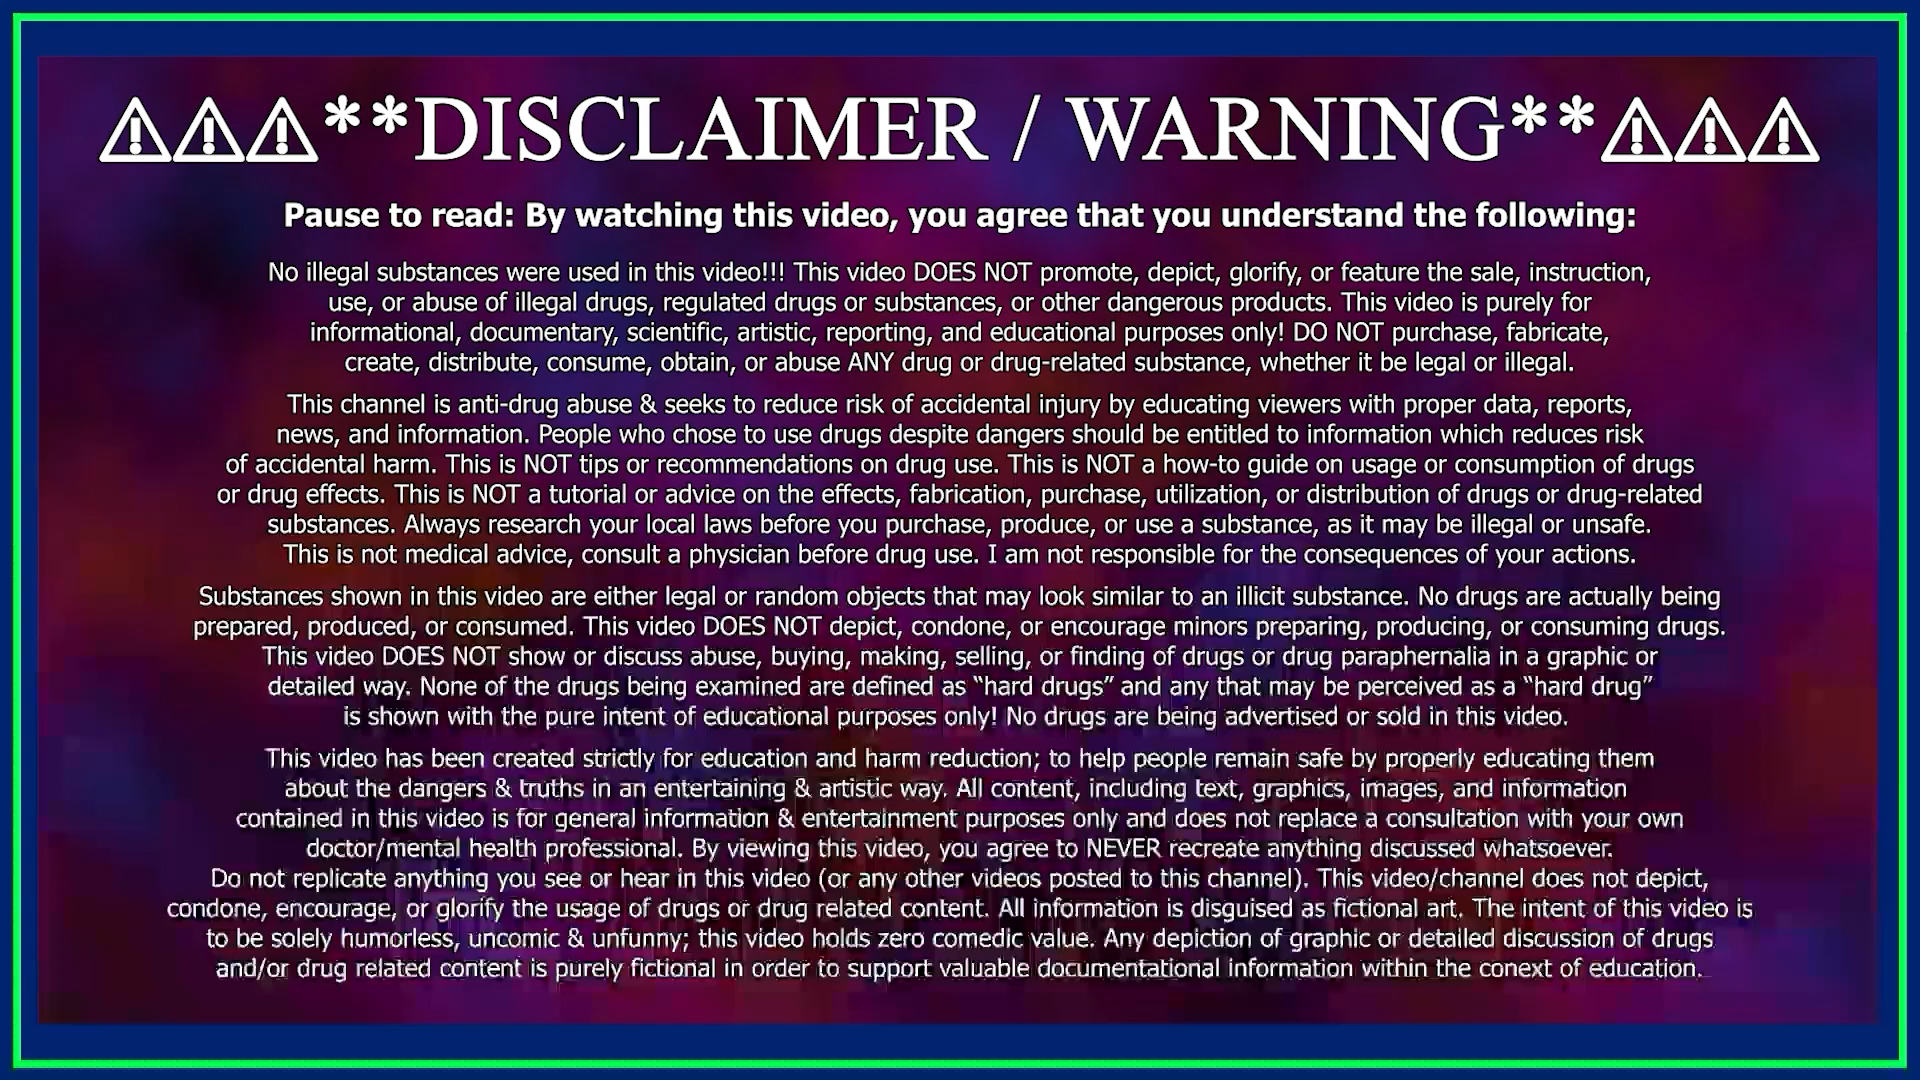 ⚠⚠⚠**DISCLAIMER / WARNING**⚠⚠⚠
Pause to read: By watching this video, you agree that you understand the following:
No illegal substances were used in this video!!! This video DOES NOT promote, depict, glorify, or feature the sale, instruction,
use, or abuse of illegal drugs, regulated drugs or substances, or other dangerous products. This video is purely for
informational, documentary, scientific, artistic, reporting, and educational purposes only! DO NOT purchase, fabricate,
create, distribute, consume, obtain, or abuse ANY drug or drug-related substance, whether it be legal or illegal.
This channel is anti-drug abuse & seeks to reduce risk of accidental injury by educating viewers with proper data, reports,
news, and information. People who chose to use drugs despite dangers should be entitled to information which reduces risk
of accidental harm. This is NOT tips or recommendations on drug use. This is NOT a how-to guide on usage or consumption of drugs
or drug effects. This is NOT a tutorial or advice on the effects, fabrication, purchase, utilization, or distribution of drugs or drug-related
substances. Always research your local laws before you purchase, produce, or use a substance, as it may be illegal or unsafe.
This is not medical advice, consult a physician before drug use. I am not responsible for the consequences of your actions.
Substances shown in this video are either legal or random objects that may look similar to an illicit substance. No drugs are actually being
prepared, produced, or consumed. This video DOES NOT depict, condone, or encourage minors preparing, producing, or consuming drugs.
This video DOES NOT show or discuss abuse, buying, making, selling, or finding of drugs or drug paraphernalia in a graphic or
detailed way. None of the drugs being examined are defined as “hard drugs” and any that may be perceived as a “hard drug”
is shown with the pure intent of educational purposes only! No drugs are being advertised or sold in this video.
This video has been created strictly for education and harm reduction; to help people remain safe by properly educating them
about the dangers & truths in an entertaining & artistic way. All content, including text, graphics, images, and information
contained in this video is for general information & entertainment purposes only and does not replace a consultation with your own
doctor/mental health professional. By viewing this video, you agree to NEVER recreate anything discussed whatsoever.
Do not replicate anything you see or hear in this video (or any other videos posted to this channel). This video/channel does not depict,
condone, encourage, or glorify the usage of drugs or drug related content. All information is disguised as fictional art. The intent of this video is
to be solely humorless, uncomic & unfunny; this video holds zero comedic value. Any depiction of graphic or detailed discussion of drugs
and/or drug related content is purely fictional in order to support valuable documentational information within the conext of education.